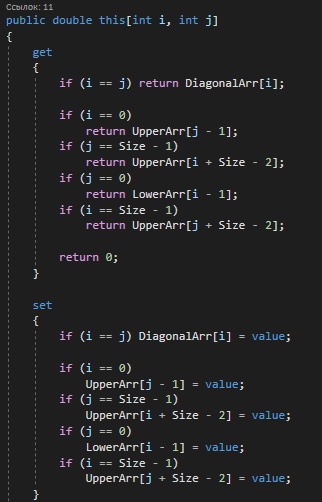 Ссылок: 11
public double this[int i, int j]
{
    get
    {
        if (i == j) return DiagonalArr[i];

        if (i == 0)
            return UpperArr[j - 1];
        if (j == Size - 1)
            return UpperArr[i + Size - 2];
        if (j == 0)
            return LowerArr[i - 1];
        if (i == Size - 1)
            return UpperArr[j + Size - 2];

        return 0;
    }

    set
    {
        if (i == j) DiagonalArr[i] = value;

        if (i == 0)
            UpperArr[j - 1] = value;
        if (j == Size - 1)
            UpperArr[i + Size - 2] = value;
        if (j == 0)
            LowerArr[i - 1] = value;
        if (i == Size - 1)
            UpperArr[j + Size - 2] = value;
    }